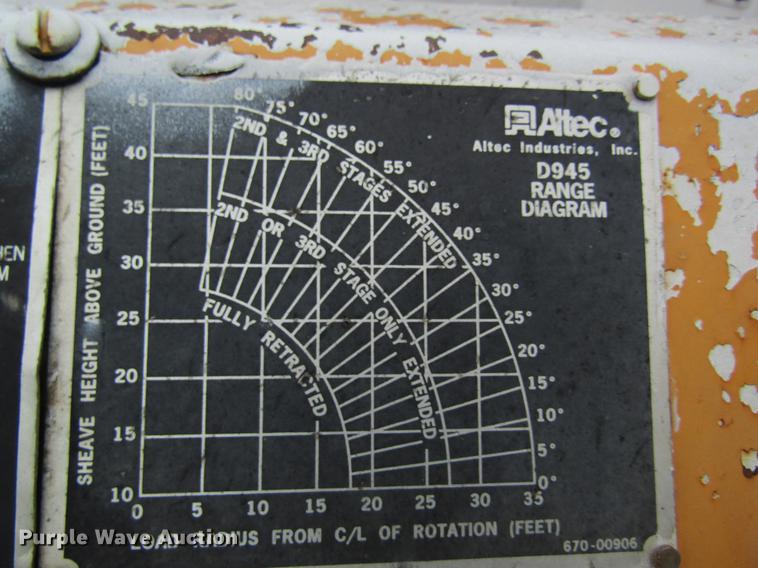 Altec®
Altec Industries, Inc.
D945
RANGE
DIAGRAM
80° 75° 70° 65° 60° 55° 50° 45° 40° 35° 30° 25° 20° 15° 10° 5° 0°
2ND & 3RD STAGES EXTENDED
2ND OR 3RD STAGE ONLY EXTENDED
FULLY RETRACTED
SHEAVE HEIGHT ABOVE GROUND (FEET)
45
40
35
30
25
20
15
10
0 5 10 15 20 25 30 35
LOAD RADIUS FROM C/L OF ROTATION (FEET)
670-00906
Purple Wave Auction